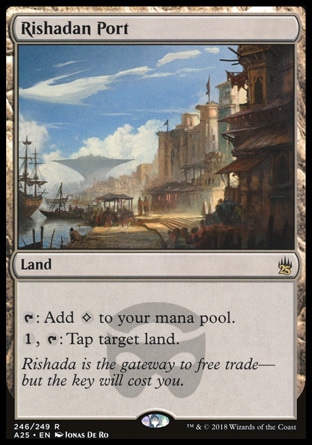 Rishadan Port
Land
25
: Add to your mana pool.
1, : Tap target land.
Rishada is the gateway to free trade—
but the key will cost you.
246/249 R
A25 • EN Jonas De Ro
™ & © 2018 Wizards of the Coast